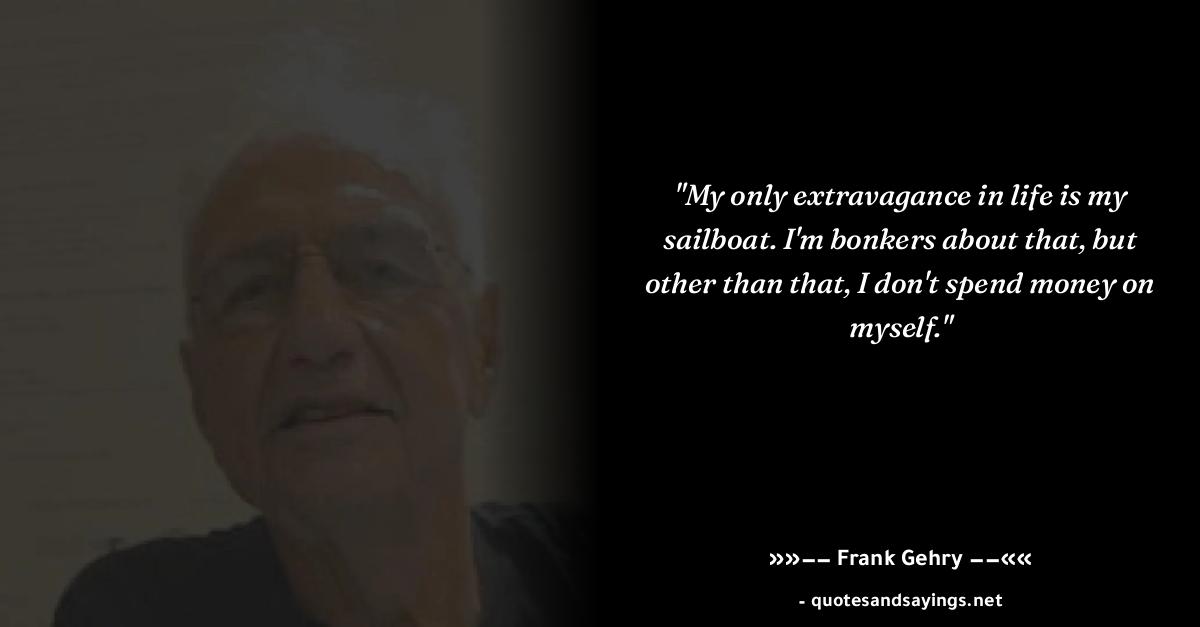 "My only extravagance in life is my
sailboat. I'm bonkers about that, but
other than that, I don't spend money on
myself."
»»−− Frank Gehry −−««
- quotesandsayings.net